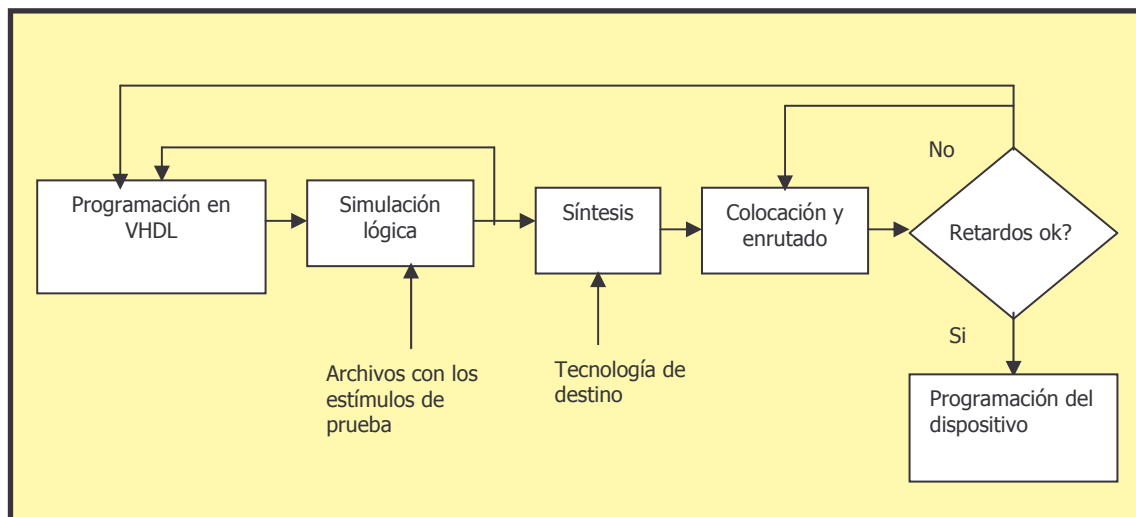 No
Programación en
VHDL
Simulación
lógica
Síntesis
Colocación y
enrutado
Retardos ok?
Si
Archivos con los
estímulos de
prueba
Tecnología de
destino
Programación del
dispositivo